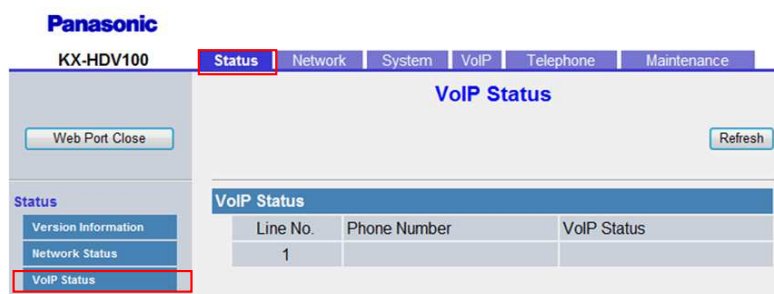 Panasonic
KX-HDV100
Status Network System VoIP Telephone Maintenance
VoIP Status
Web Port Close
Refresh
Status
Version Information
Network Status
VoIP Status
VoIP Status
Line No. Phone Number VoIP Status
1